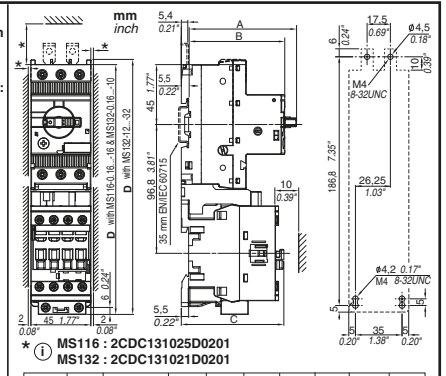 mm
inch
*
*
D with MS116-0.16...-16 & MS132-0.16...-10
D with MS132-12...-32
6 0.24"
2
0.08"
45 1.77"
2
0.08"
5,4
0.21"
A
B
5,5
0.22"
45 1.77"
96,8 3.81"
35 mm EN/IEC 60715
10
0.39"
5,5
0.22"
C
17,5
0.69"
ø4,5
0.18"
6
0.24"
10
0.39"
M4
8-32UNC
186,8 7.35"
26,25
1.03"
ø4,2 0.17"
M4 8-32UNC
5
5
5
0.20"
35
1.38"
5
0.20"
* i MS116 : 2CDC131025D0201
MS132 : 2CDC131021D0201